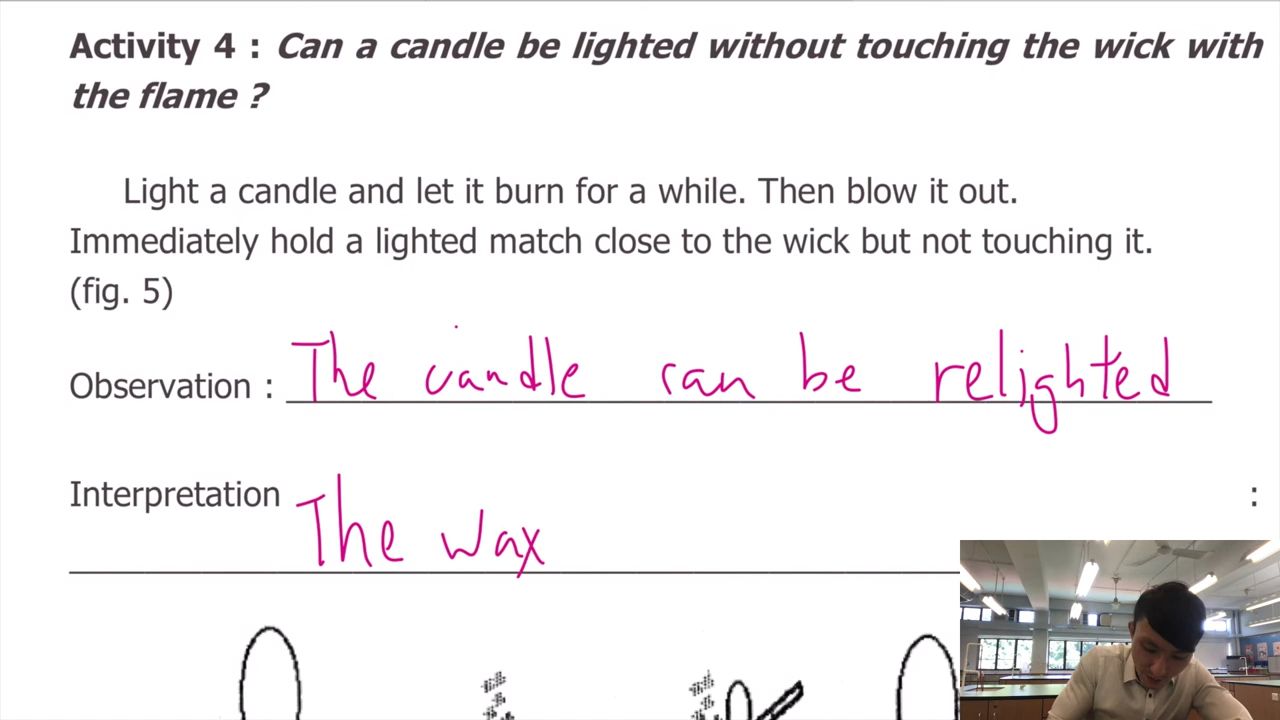 Activity 4 : Can a candle be lighted without touching the wick with
the flame ?
Light a candle and let it burn for a while. Then blow it out.
Immediately hold a lighted match close to the wick but not touching it.
(fig. 5)
Observation : The candle can be relighted
Interpretation :
The wax